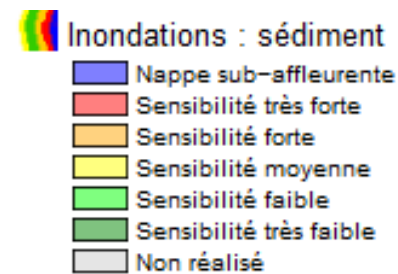 Inondations : sédiment
Nappe sub-affleurente
Sensibilité très forte
Sensibilité forte
Sensibilité moyenne
Sensibilité faible
Sensibilité très faible
Non réalisé